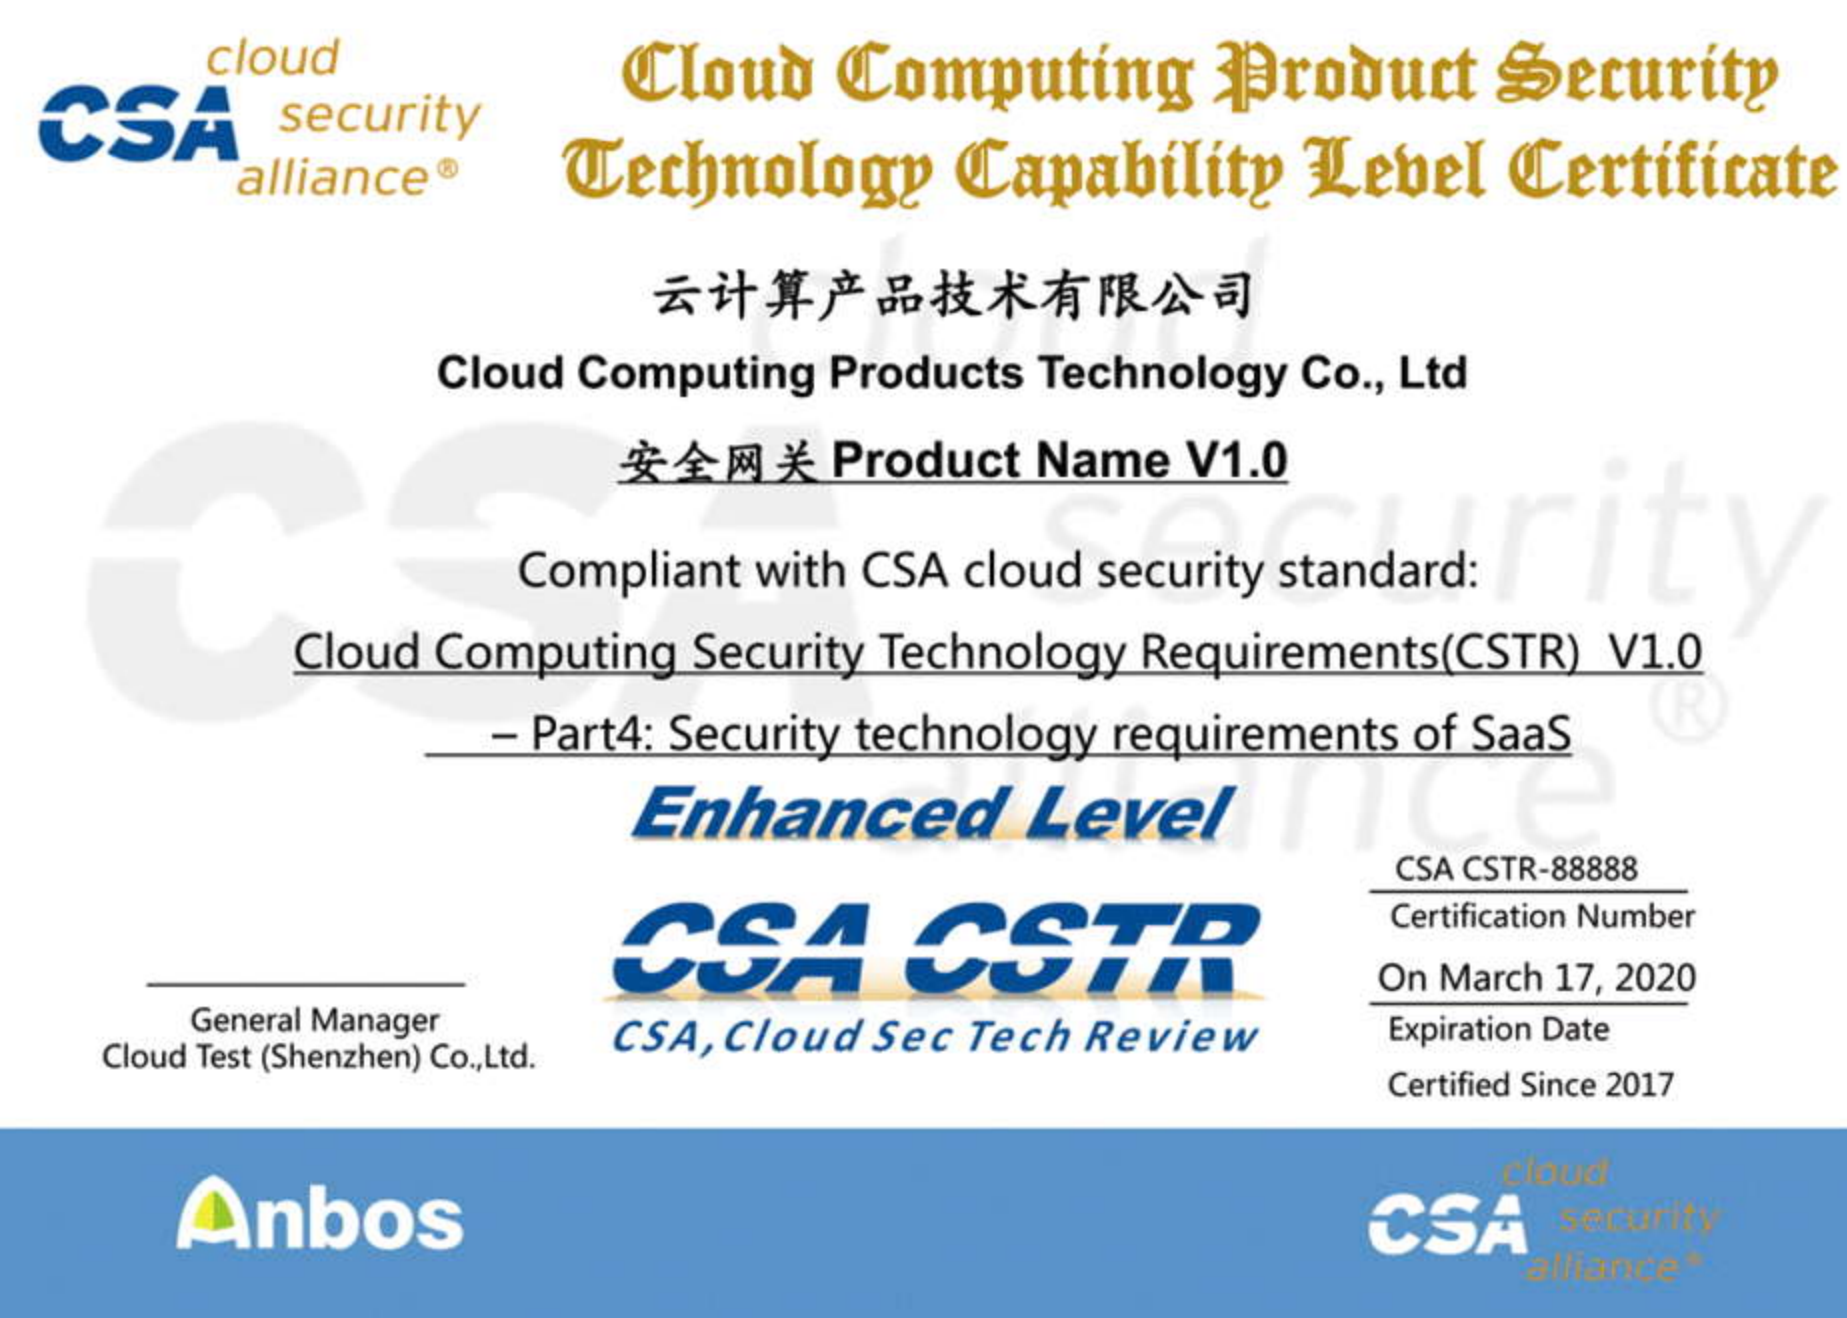 cloud
CSA security
alliance®
Cloud Computing Product Security
Technology Capability Level Certificate
云计算产品技术有限公司
Cloud Computing Products Technology Co., Ltd
安全网关 Product Name V1.0
Compliant with CSA cloud security standard:
Cloud Computing Security Technology Requirements(CSTR) V1.0
– Part4: Security technology requirements of SaaS
Enhanced Level
CSA CSTR
CSA, Cloud Sec Tech Review
General Manager
Cloud Test (Shenzhen) Co.,Ltd.
CSA CSTR-88888
Certification Number
On March 17, 2020
Expiration Date
Certified Since 2017
Anbos
cloud
CSA security
alliance®
cloud
CSA security
alliance®